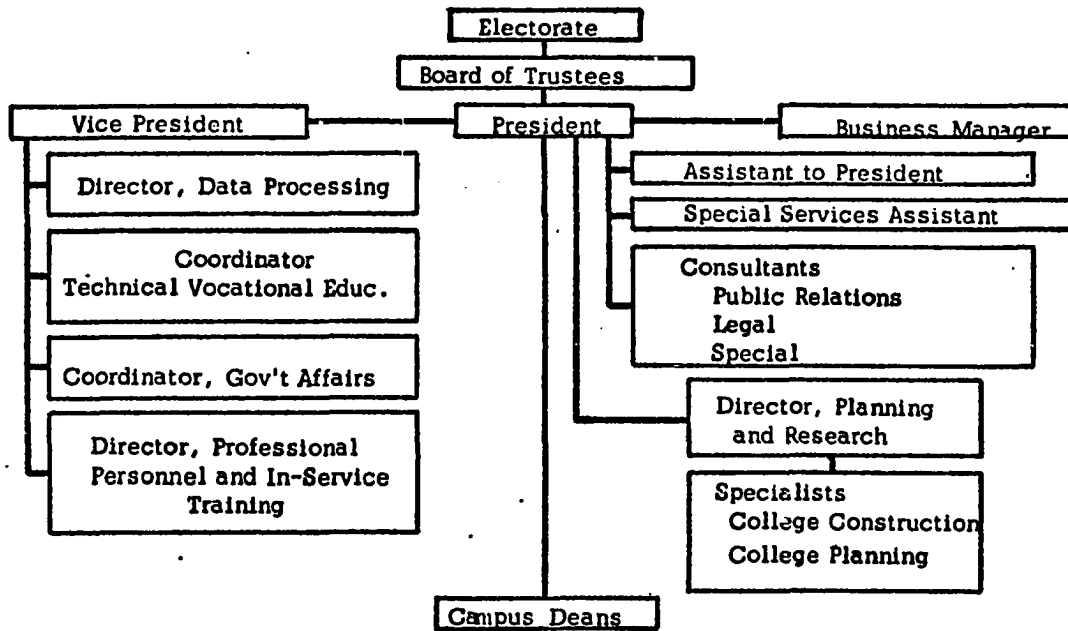 Electorate
Board of Trustees
Vice President
President
Business Manager
Director, Data Processing
Coordinator
Technical Vocational Educ.
Coordinator, Gov't Affairs
Director, Professional
Personnel and In-Service
Training
Assistant to President
Special Services Assistant
Consultants
Public Relations
Legal
Special
Director, Planning
and Research
Specialists
College Construction
College Planning
Campus Deans